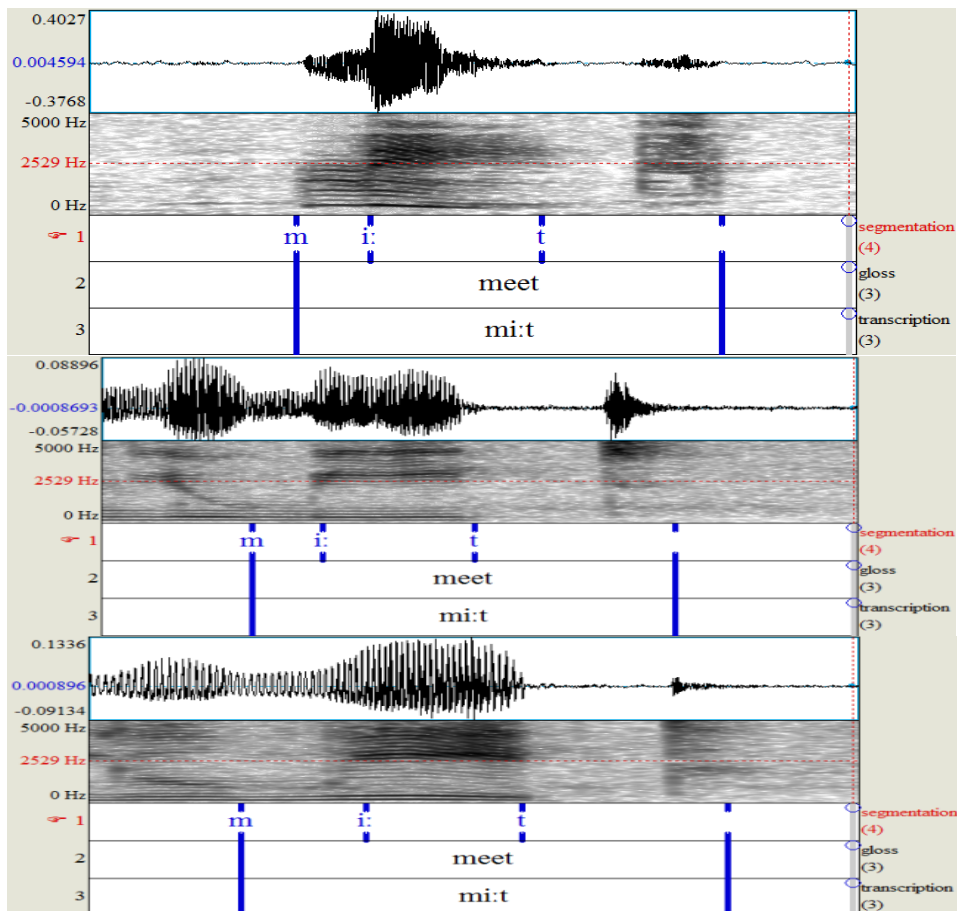 0.4027
0.004594
-0.3768
5000 Hz
2529 Hz
0 Hz
☞ 1 m i: t segmentation (4)
2 meet gloss (3)
3 mi:t transcription (3)
0.08896
-0.0008693
-0.05728
5000 Hz
2529 Hz
0 Hz
☞ 1 m i: t segmentation (4)
2 meet gloss (3)
3 mi:t transcription (3)
0.1336
0.000896
-0.09134
5000 Hz
2529 Hz
0 Hz
☞ 1 m i: t segmentation (4)
2 meet gloss (3)
3 mi:t transcription (3)